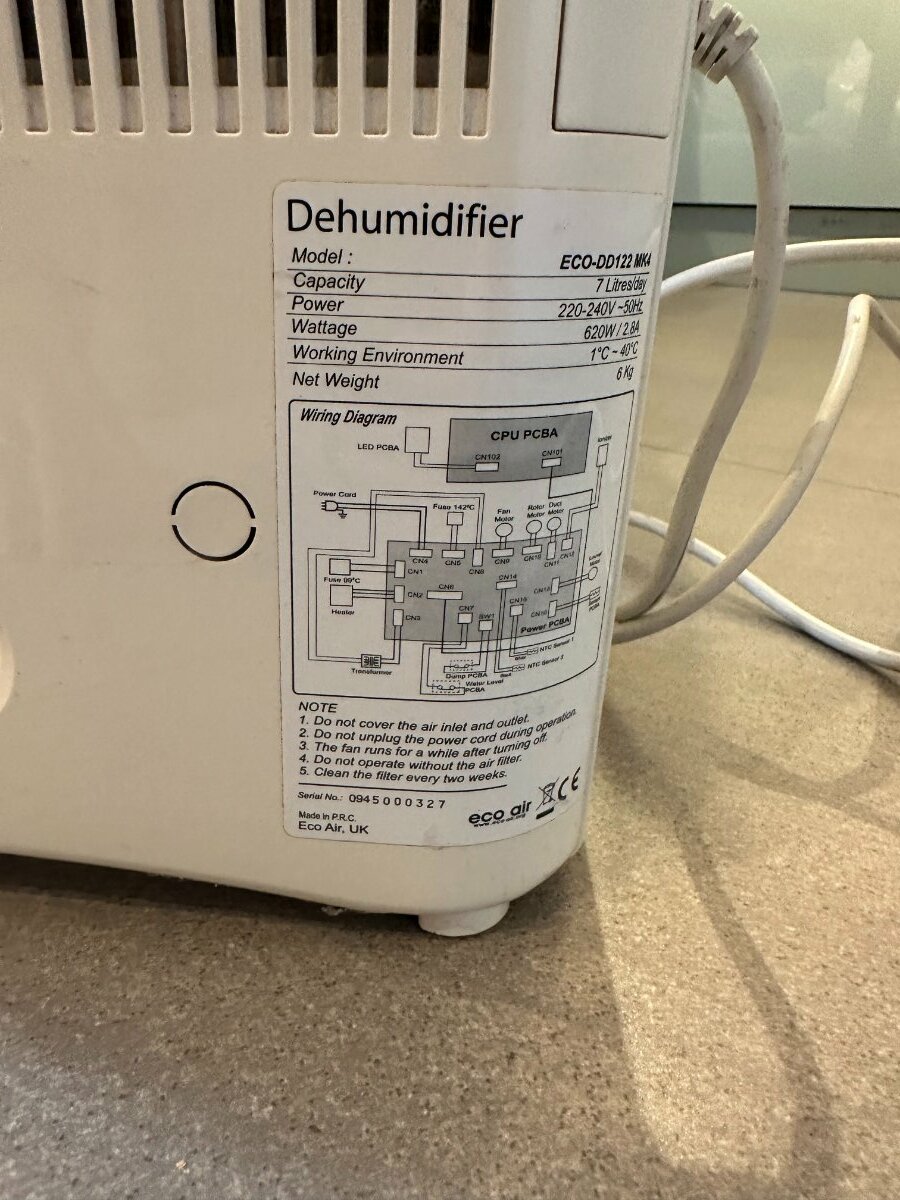 Dehumidifier
Model : ECO-DD122 MK4
Capacity 7 Litres/day
Power 220-240V ~50Hz
Wattage 620W / 2.8A
Working Environment 1°C ~ 40°C
Net Weight 6 Kg
Wiring Diagram
CPU PCBA
LED PCBA
CN102
CN101
Ionizer
Power Cord
Fuse 142°C
Fan Motor
Rotor Motor
Duct Motor
CN4
CN5
CN8
CN9
CN10
CN11
CN12
Louver Motor
Fuse 99°C
CN1
CN6
CN14
Heater
CN2
CN7
SW1
CN3
Power PCBA
NTC Sensor 1
NTC Sensor 2
Transformer
Dump PCBA
Water Level PCBA
NOTE
1. Do not cover the air inlet and outlet.
2. Do not unplug the power cord during operation.
3. The fan runs for a while after turning off.
4. Do not operate without the air filter.
5. Clean the filter every two weeks.
Serial No.: 0945000327
Made in P.R.C.
Eco Air, UK
eco air
CE